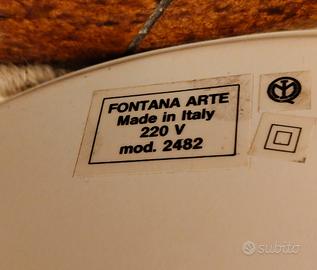 FONTANA ARTE
Made in Italy
220 V
mod. 2482
subito